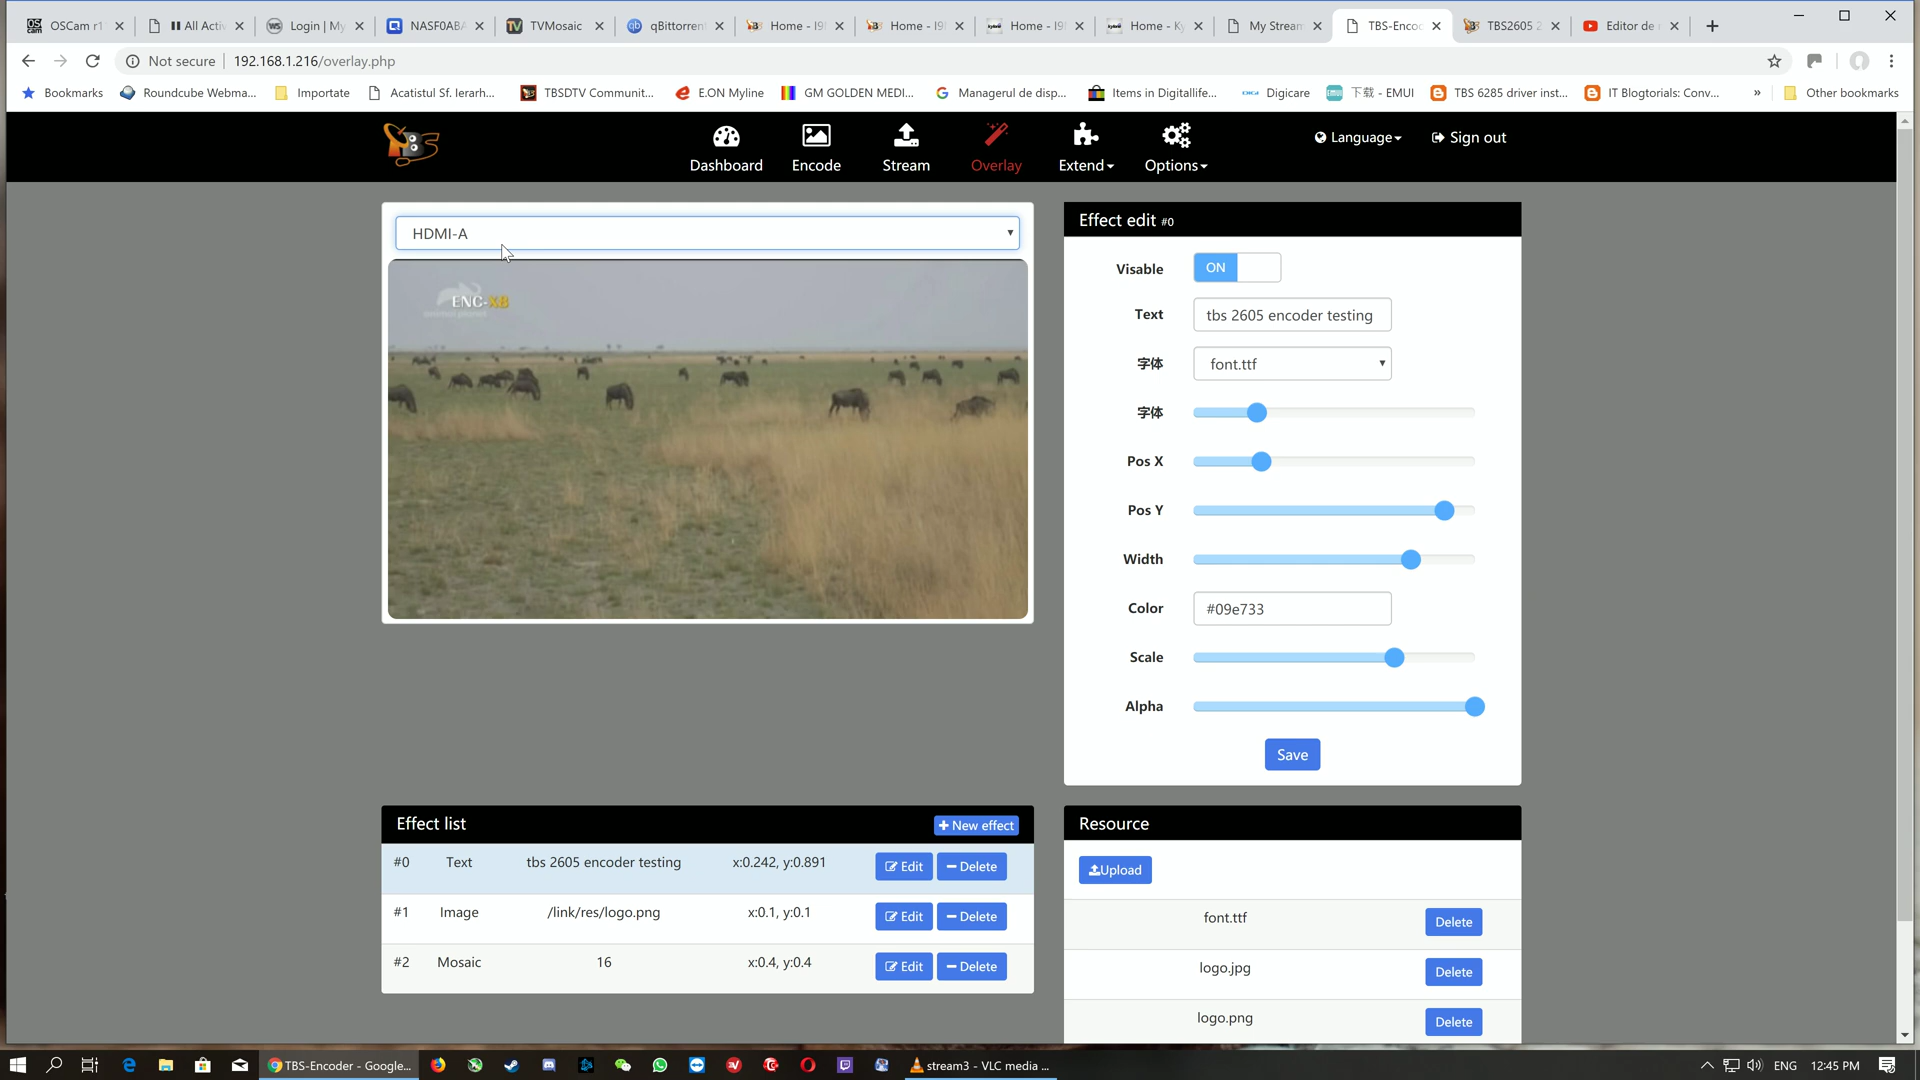 OSCam r1
All Activ
Login | My
NASF0ABA
TVMosaic
qBittorren
Home - I9
Home - I9
Home - I9
Home - Ky
My Stream
TBS-Enco
TBS2605 2
Editor de
Not secure
192.168.1.216/overlay.php
Bookmarks
Roundcube Webma...
Importate
Acatistul Sf. Ierarh...
TBSDTV Communit...
E.ON Myline
GM GOLDEN MEDI...
Managerul de disp...
Items in Digitallife...
Digicare
下载 - EMUI
TBS 6285 driver inst...
IT Blogtorials: Conv...
»
Other bookmarks
TBS
Dashboard
Encode
Stream
Overlay
Extend
Options
Language
Sign out
HDMI-A
ENC-X8
Effect edit #0
Visable ON
Text tbs 2605 encoder testing
字体 font.ttf
字体
Pos X
Pos Y
Width
Color #09e733
Scale
Alpha
Save
Effect list
+ New effect
#0 Text tbs 2605 encoder testing x:0.242, y:0.891 Edit Delete
#1 Image /link/res/logo.png x:0.1, y:0.1 Edit Delete
#2 Mosaic 16 x:0.4, y:0.4 Edit Delete
Resource
Upload
font.ttf Delete
logo.jpg Delete
logo.png Delete
TBS-Encoder - Google...
stream3 - VLC media ...
ENG
12:45 PM